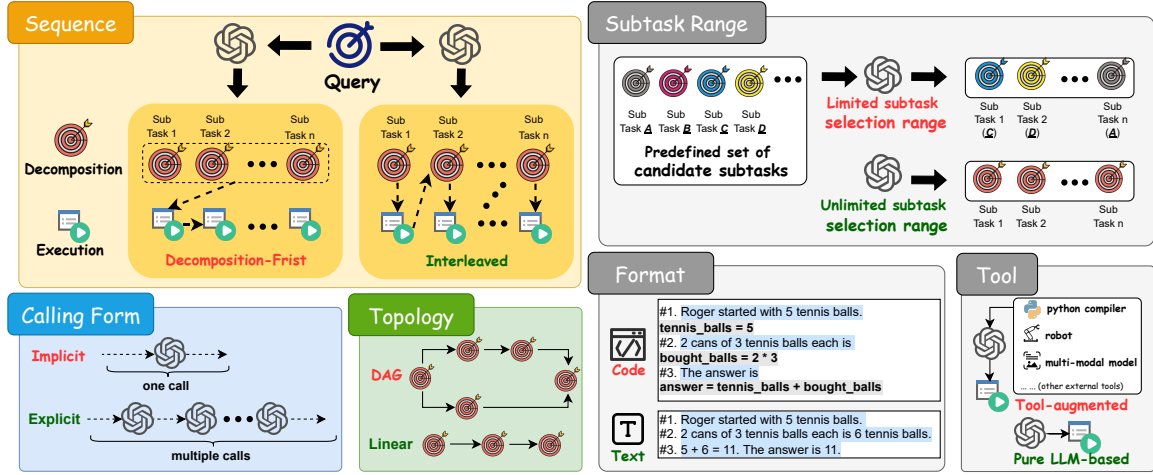 Sequence
Query
Sub
Task 1
Sub
Task 2
Sub
Task n
Sub
Task 1
Sub
Task 2
Sub
Task n
Decomposition
Execution
Decomposition-Frist
Interleaved
Subtask Range
Sub
Task A
Sub
Task B
Sub
Task C
Sub
Task D
Predefined set of
candidate subtasks
Limited subtask
selection range
Sub
Task 1
(C)
Sub
Task 2
(D)
Sub
Task n
(A)
Unlimited subtask
selection range
Sub
Task 1
Sub
Task 2
Sub
Task n
Calling Form
Implicit
one call
Explicit
multiple calls
Topology
DAG
Linear
Format
Code
#1. Roger started with 5 tennis balls.
tennis_balls = 5
#2. 2 cans of 3 tennis balls each is
bought_balls = 2 * 3
#3. The answer is
answer = tennis_balls + bought_balls
T
Text
#1. Roger started with 5 tennis balls.
#2. 2 cans of 3 tennis balls each is 6 tennis balls.
#3. 5 + 6 = 11. The answer is 11.
Tool
python compiler
robot
multi-modal model
... ... (other external tools)
Tool-augmented
Pure LLM-based